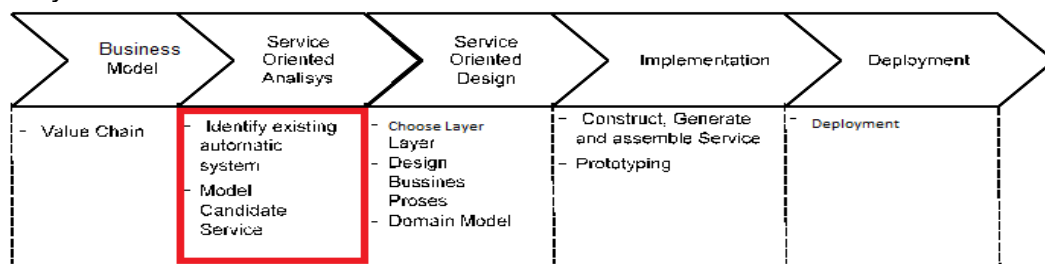 Business
Model
Service
Oriented
Analisys
Service
Oriented
Design
Implementation
Deployment
- Value Chain
- Identify existing
automatic
system
- Model
Candidate
Service
- Choose Layer
Layer
- Design
Bussines
Proses
- Domain Model
- Construct, Generate
and assemble Service
- Prototyping
- Deployment